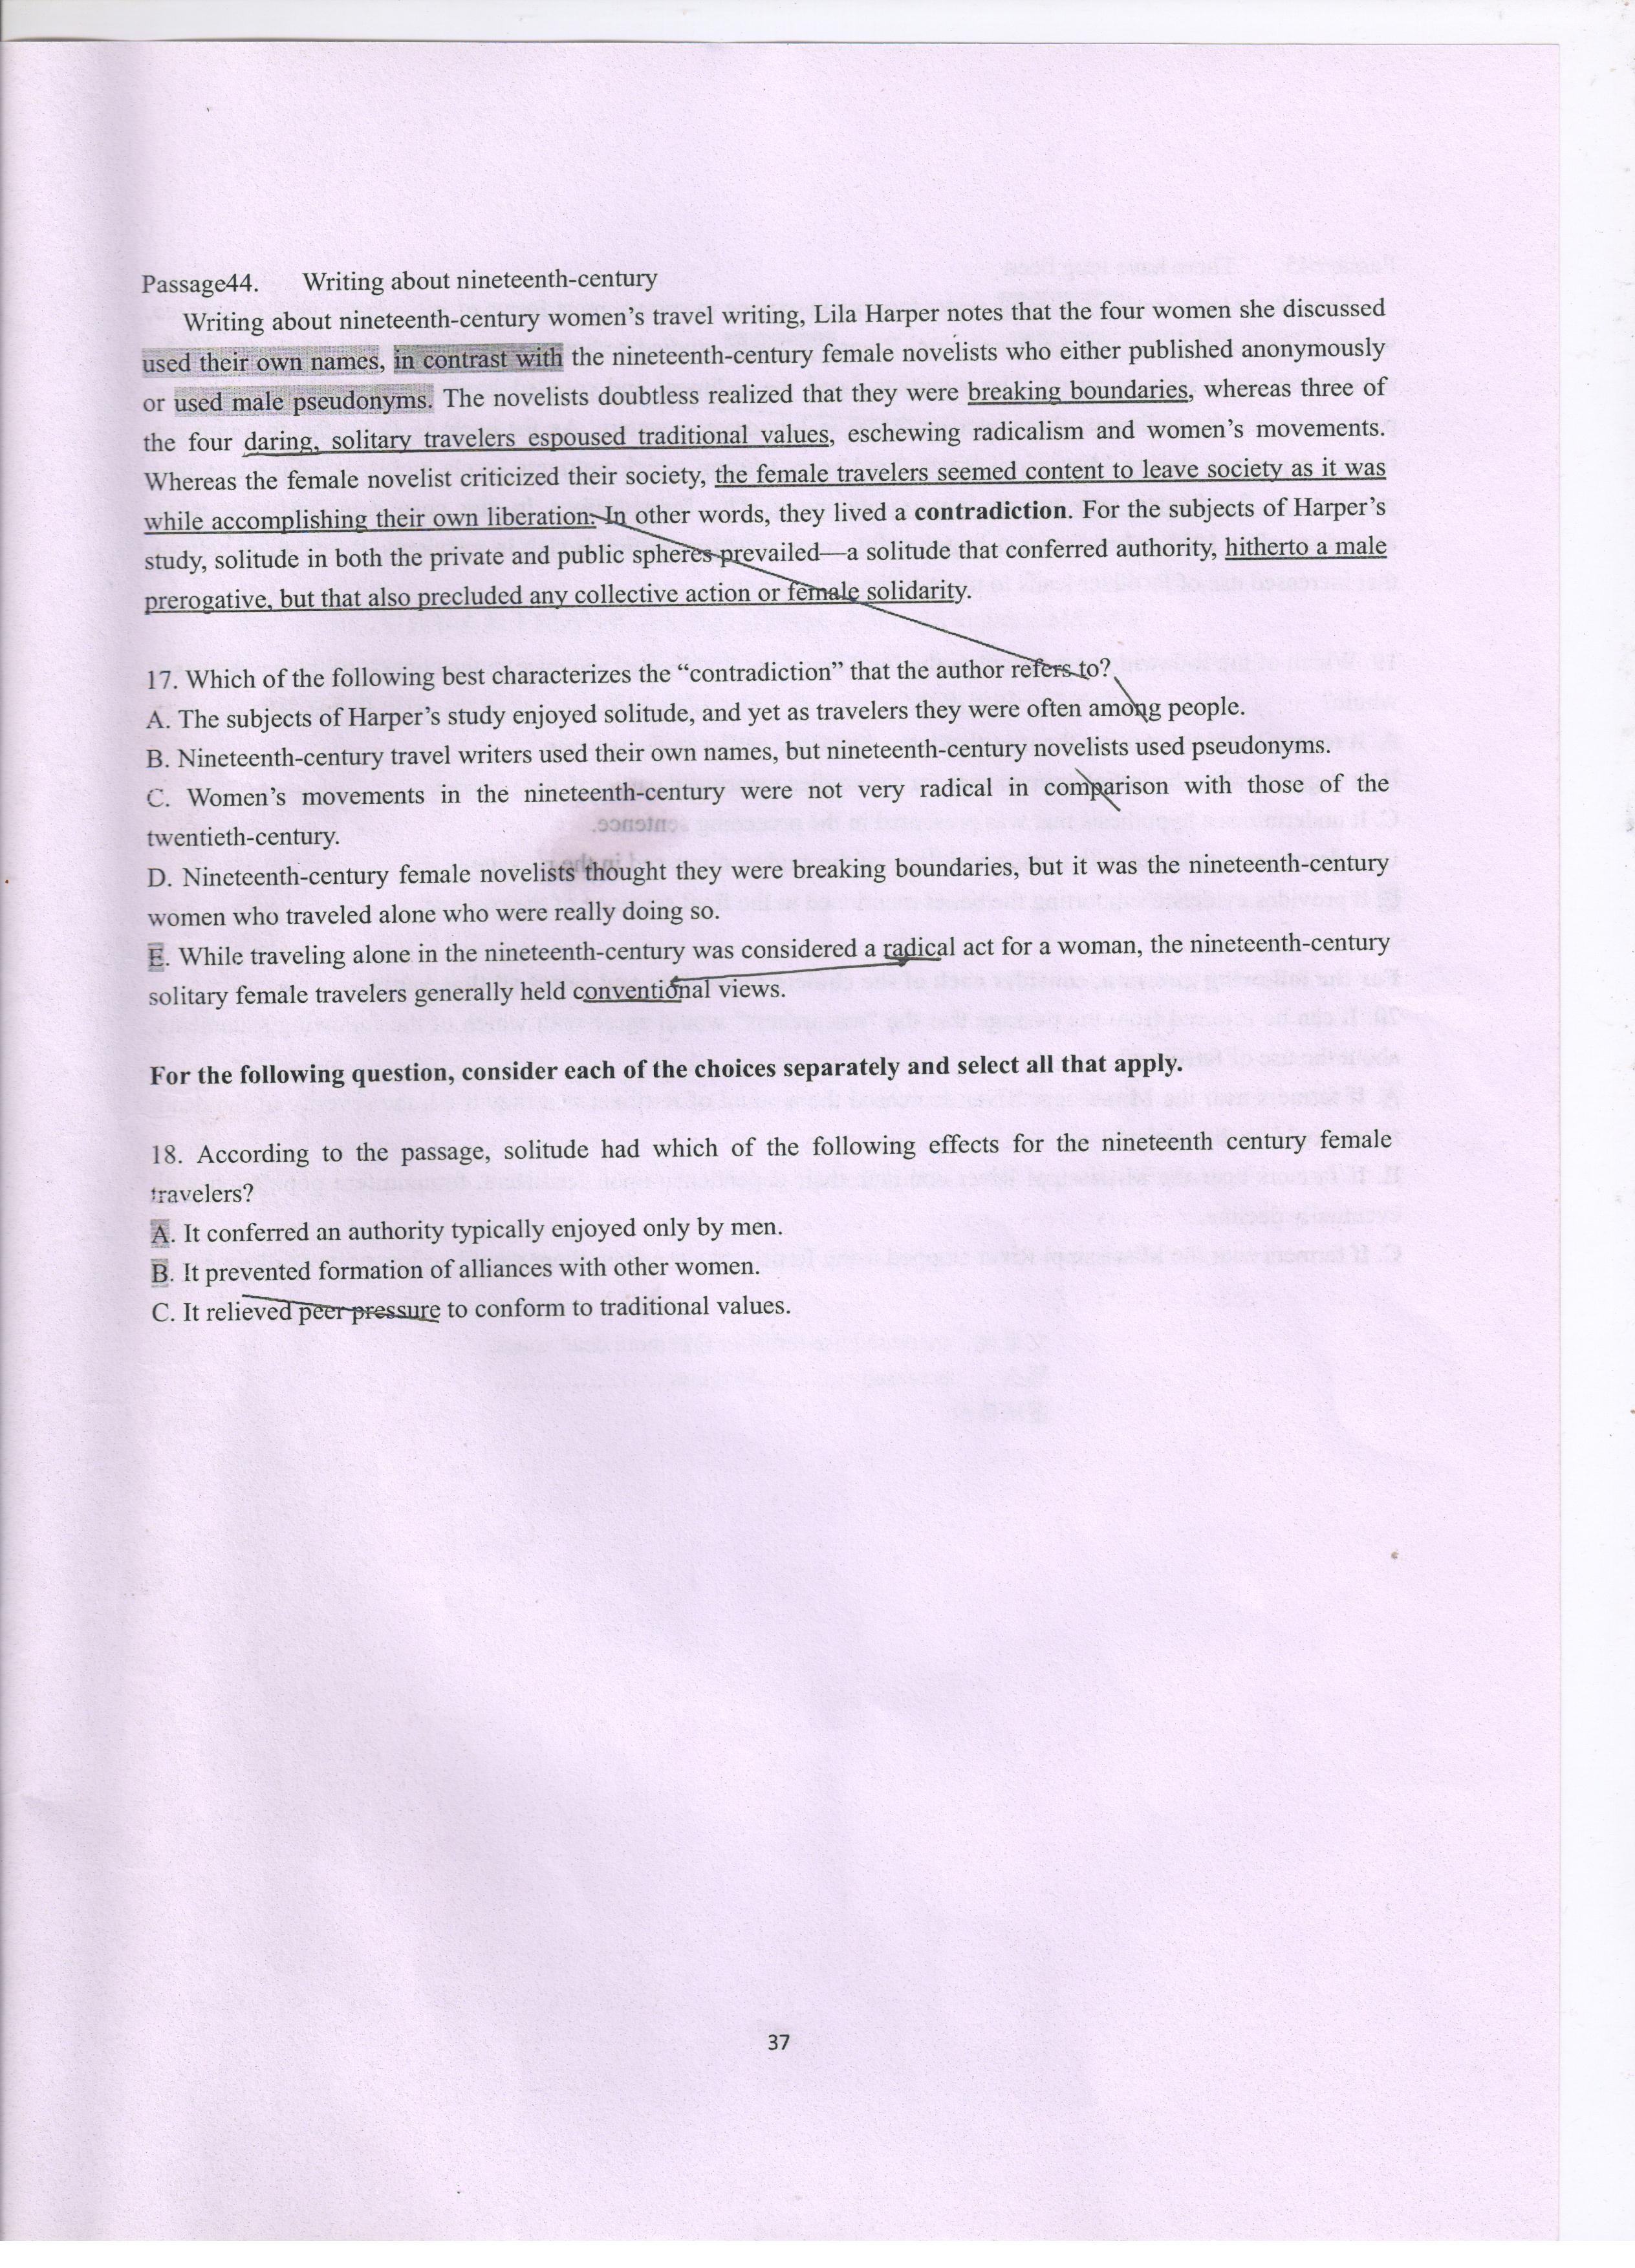 Passage44. Writing about nineteenth-century
Writing about nineteenth-century women's travel writing, Lila Harper notes that the four women she discussed
used their own names, in contrast with the nineteenth-century female novelists who either published anonymously
or used male pseudonyms. The novelists doubtless realized that they were breaking boundaries, whereas three of
the four daring, solitary travelers espoused traditional values, eschewing radicalism and women's movements.
Whereas the female novelist criticized their society, the female travelers seemed content to leave society as it was
while accomplishing their own liberation. In other words, they lived a contradiction. For the subjects of Harper's
study, solitude in both the private and public spheres prevailed—a solitude that conferred authority, hitherto a male
prerogative, but that also precluded any collective action or female solidarity.
17. Which of the following best characterizes the “contradiction” that the author refers to?
A. The subjects of Harper's study enjoyed solitude, and yet as travelers they were often among people.
B. Nineteenth-century travel writers used their own names, but nineteenth-century novelists used pseudonyms.
C. Women's movements in the nineteenth-century were not very radical in comparison with those of the
twentieth-century.
D. Nineteenth-century female novelists thought they were breaking boundaries, but it was the nineteenth-century
women who traveled alone who were really doing so.
E. While traveling alone in the nineteenth-century was considered a radical act for a woman, the nineteenth-century
solitary female travelers generally held conventional views.
For the following question, consider each of the choices separately and select all that apply.
18. According to the passage, solitude had which of the following effects for the nineteenth century female
travelers?
A. It conferred an authority typically enjoyed only by men.
B. It prevented formation of alliances with other women.
C. It relieved peer pressure to conform to traditional values.
37